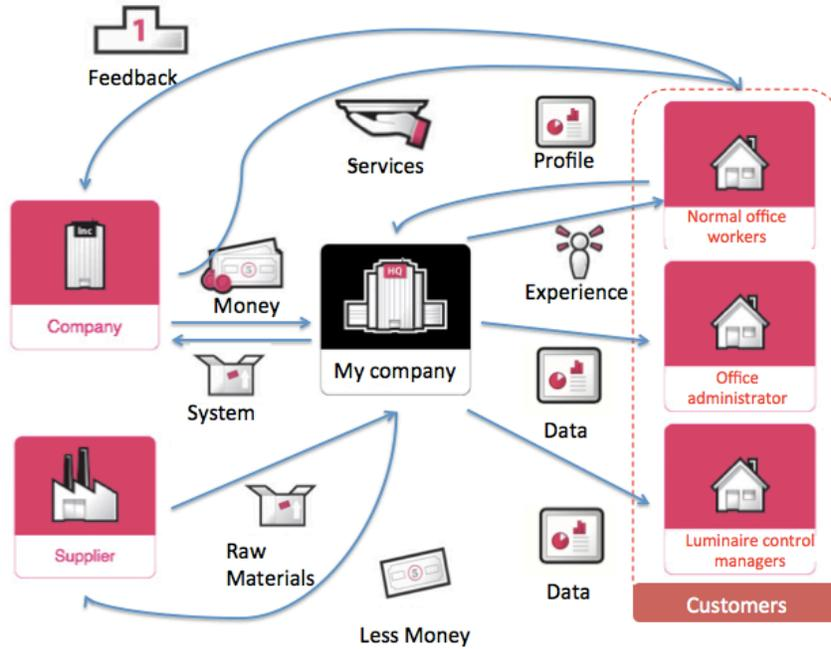 1
Feedback
Services
Profile
Inc
Normal office
workers
HQ
Money
Experience
Company
My company
Office
administrator
System
Data
Supplier
Raw
Materials
Luminaire control
managers
Data
Customers
Less Money